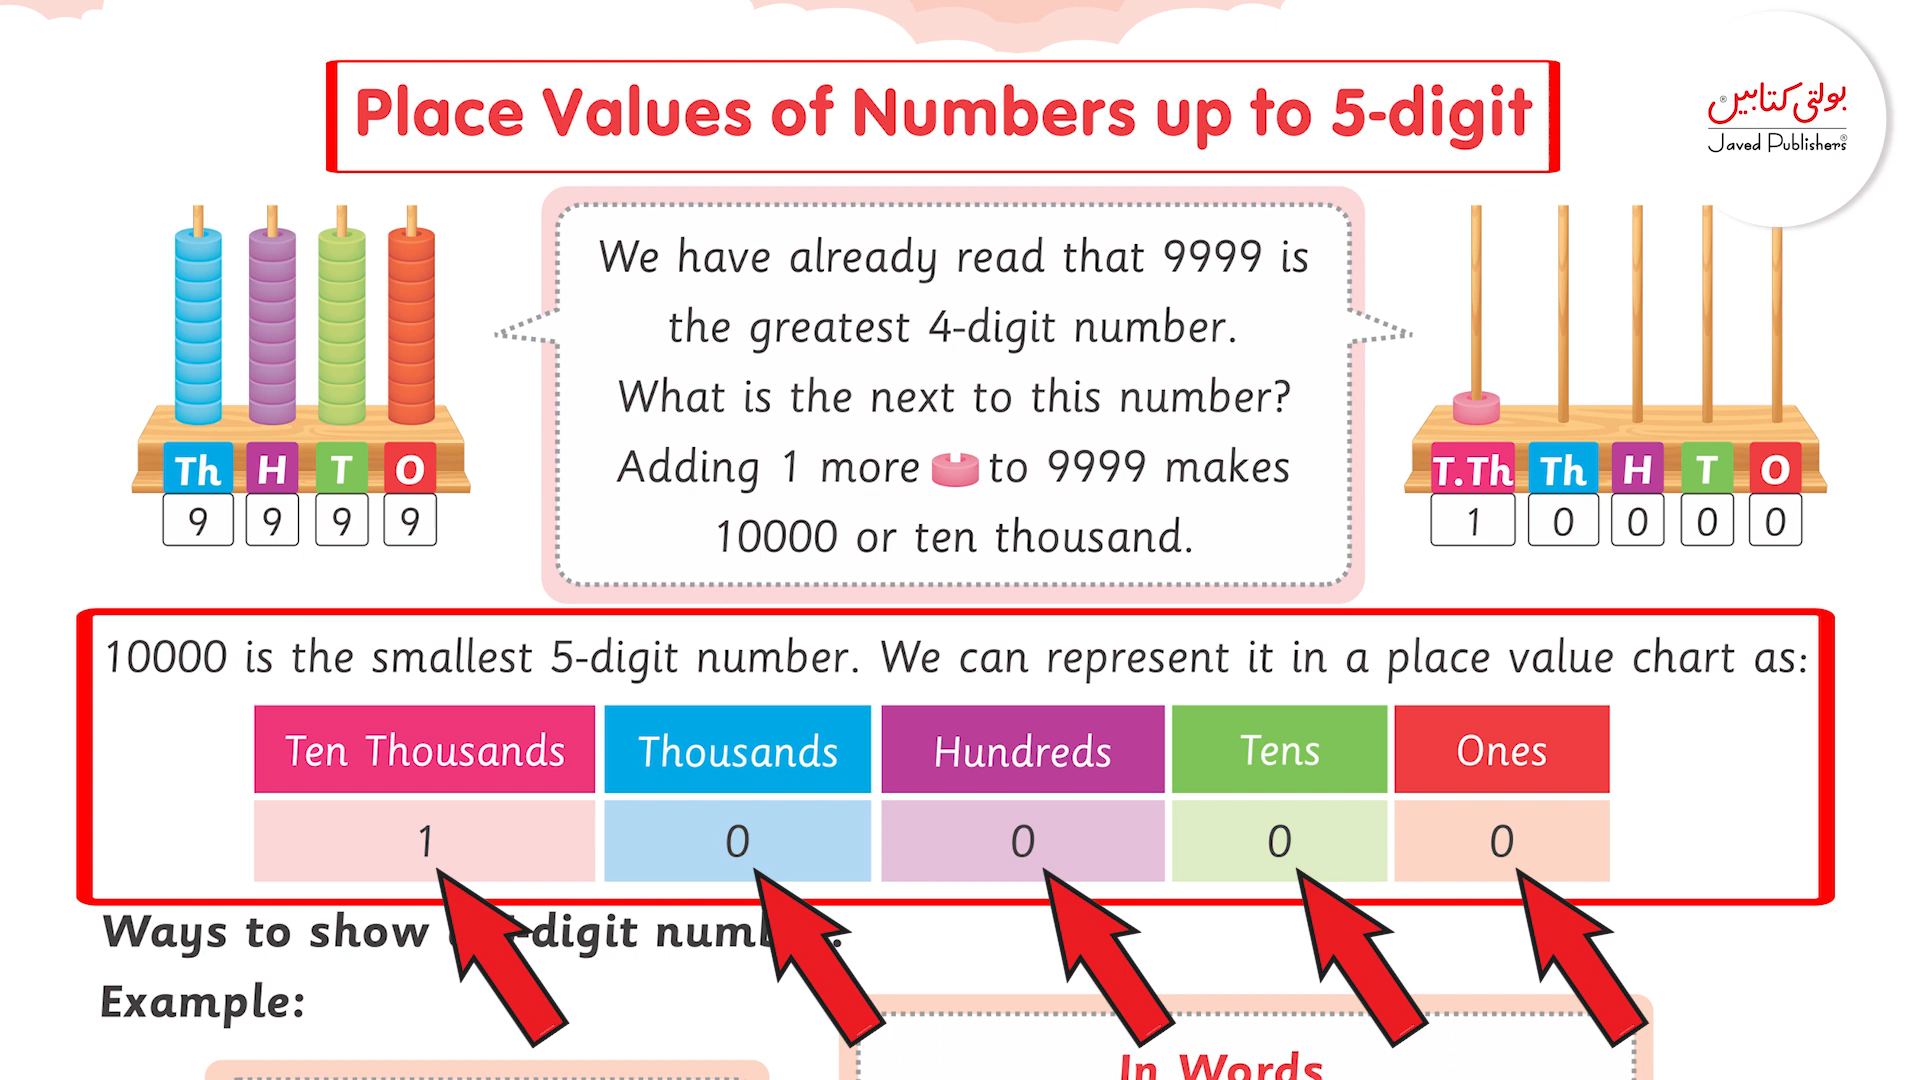 Place Values of Numbers up to 5-digit
بولتی کتابیں®
Javed Publishers®
We have already read that 9999 is
the greatest 4-digit number.
What is the next to this number?
Adding 1 more to 9999 makes
10000 or ten thousand.
Th H T O
9 9 9 9
T.Th Th H T O
1 0 0 0 0
10000 is the smallest 5-digit number. We can represent it in a place value chart as:
Ten Thousands Thousands Hundreds Tens Ones
1 0 0 0 0
Ways to show -digit
Example:
In Words